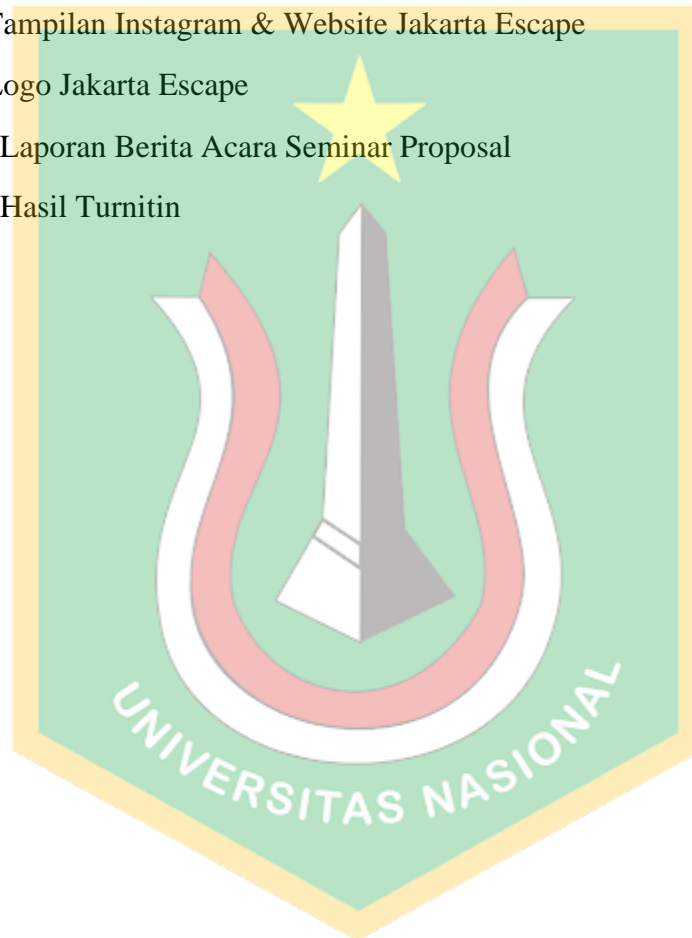 Tampilan Instagram & Website Jakarta Escape
Logo Jakarta Escape
Laporan Berita Acara Seminar Proposal
Hasil Turnitin
UNIVERSITAS NASIONAL